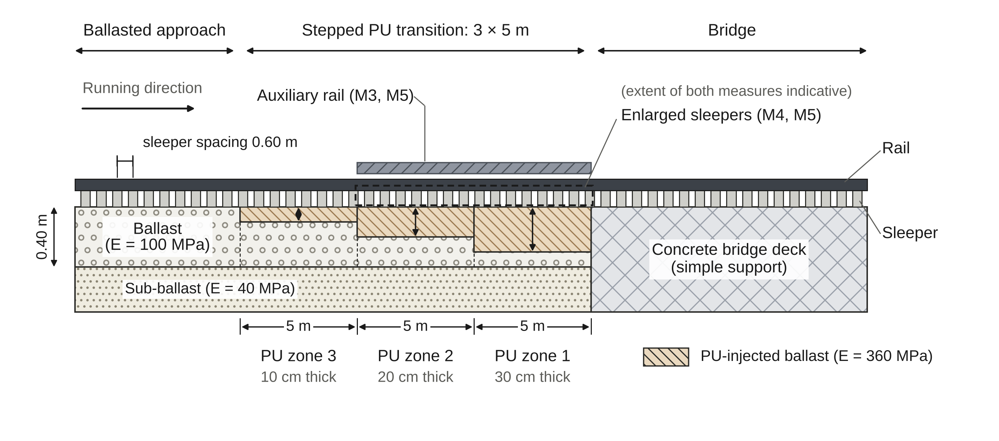 Ballasted approach
Stepped PU transition: 3 × 5 m
Bridge
Running direction
Auxiliary rail (M3, M5)
(extent of both measures indicative)
Enlarged sleepers (M4, M5)
sleeper spacing 0.60 m
Rail
0.40 m
Ballast
(E = 100 MPa)
Sleeper
Concrete bridge deck
(simple support)
Sub-ballast (E = 40 MPa)
5 m
5 m
5 m
PU zone 3
10 cm thick
PU zone 2
20 cm thick
PU zone 1
30 cm thick
PU-injected ballast (E = 360 MPa)